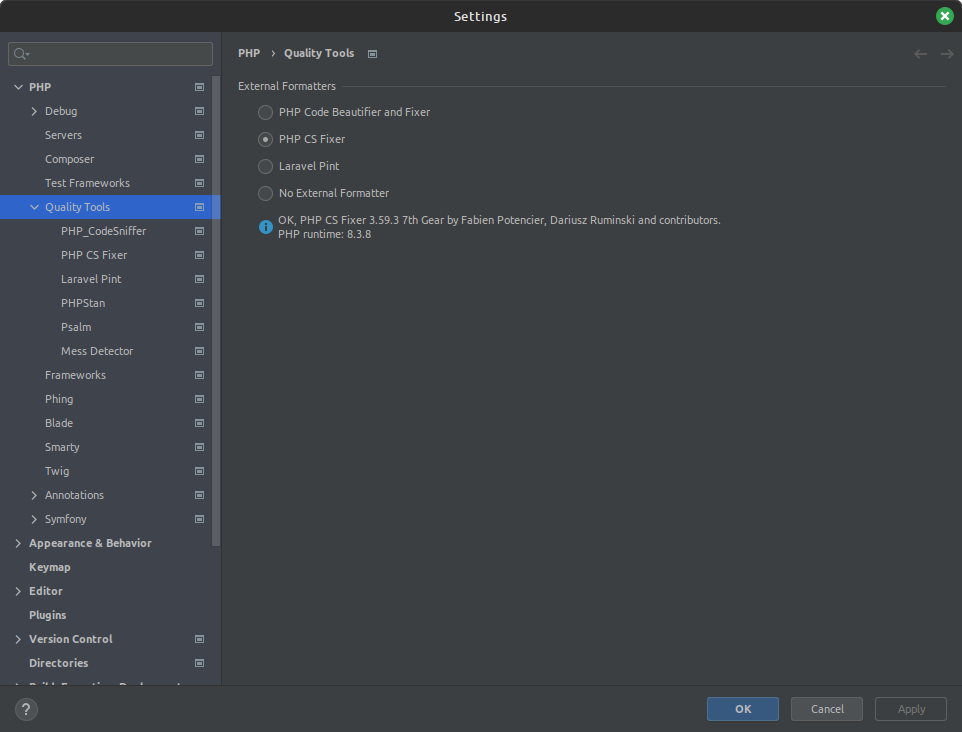 Settings
PHP › Quality Tools
PHP
Debug
Servers
Composer
Test Frameworks
Quality Tools
PHP_CodeSniffer
PHP CS Fixer
Laravel Pint
PHPStan
Psalm
Mess Detector
Frameworks
Phing
Blade
Smarty
Twig
Annotations
Symfony
Appearance & Behavior
Keymap
Editor
Plugins
Version Control
Directories
External Formatters
PHP Code Beautifier and Fixer
PHP CS Fixer
Laravel Pint
No External Formatter
OK, PHP CS Fixer 3.59.3 7th Gear by Fabien Potencier, Dariusz Ruminski and contributors.
PHP runtime: 8.3.8
?
OK
Cancel
Apply